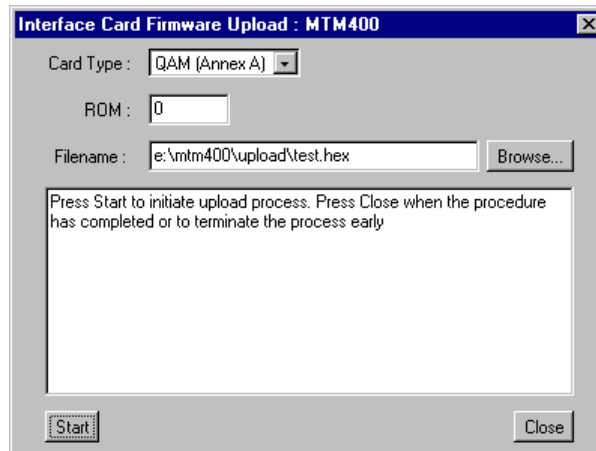 Interface Card Firmware Upload : MTM400
Card Type : QAM (Annex A)
ROM : 0
Filename : e:\mtm400\upload\test.hex Browse...
Press Start to initiate upload process. Press Close when the procedure
has completed or to terminate the process early
Start Close